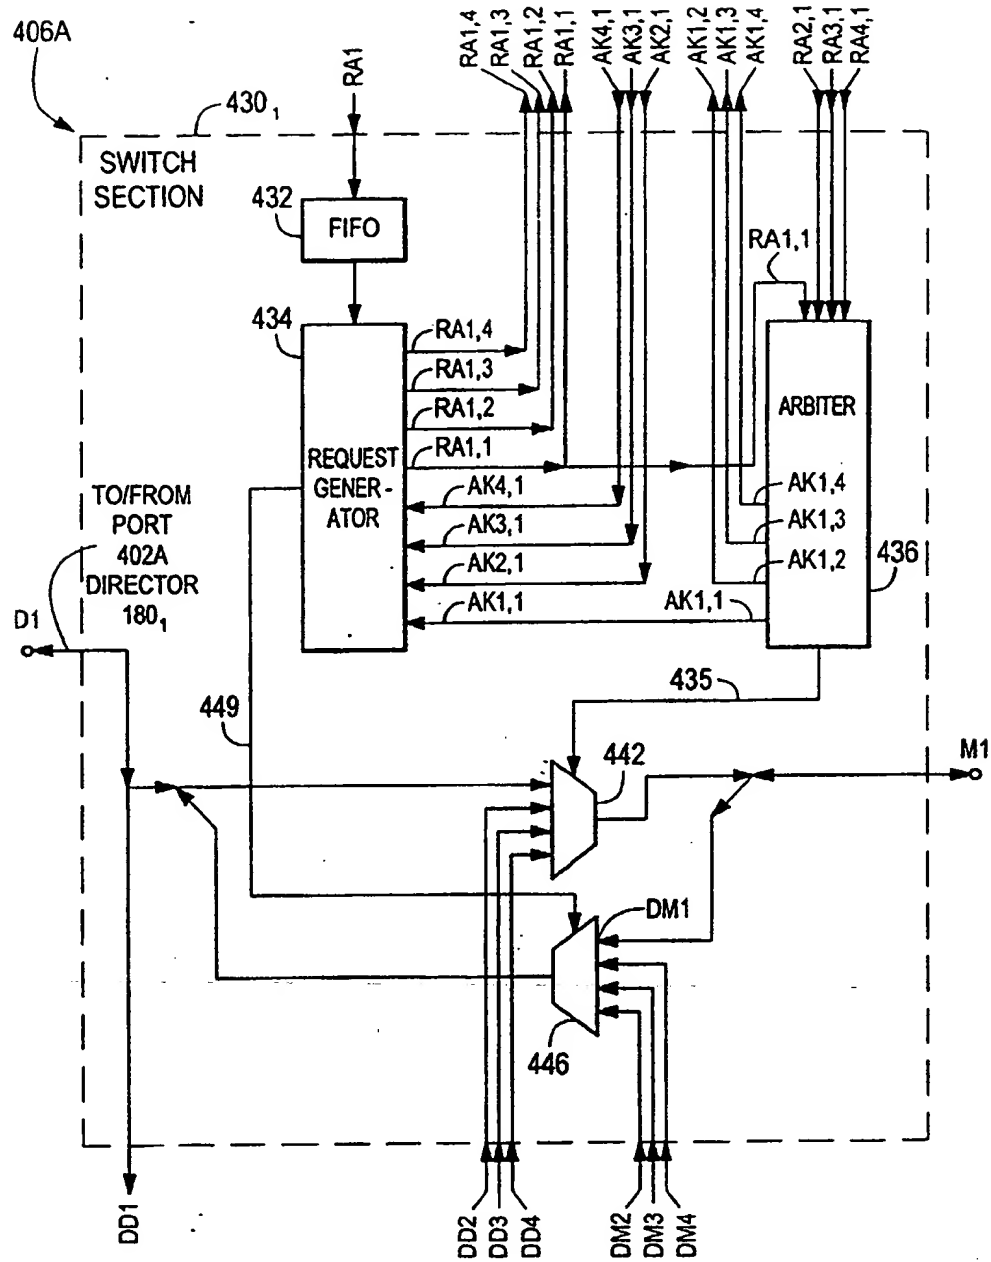 406A
RA1
RA1,4
RA1,3
RA1,2
RA1,1
AK4,1
AK3,1
AK2,1
AK1,2
AK1,3
AK1,4
RA2,1
RA3,1
RA4,1
430₁
SWITCH
SECTION
432
FIFO
RA1,1
434
RA1,4
RA1,3
RA1,2
RA1,1
REQUEST
GENER-
ATOR
AK4,1
AK3,1
AK2,1
AK1,1
ARBITER
AK1,4
AK1,3
AK1,2
AK1,1
436
TO/FROM
PORT
402A
DIRECTOR
180₁
D1
435
449
442
M1
DM1
446
DD1
DD2
DD3
DD4
DM2
DM3
DM4